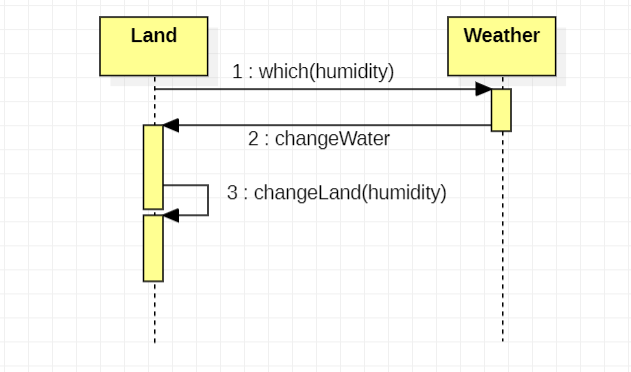 Land
Weather
1 : which(humidity)
2 : changeWater
3 : changeLand(humidity)